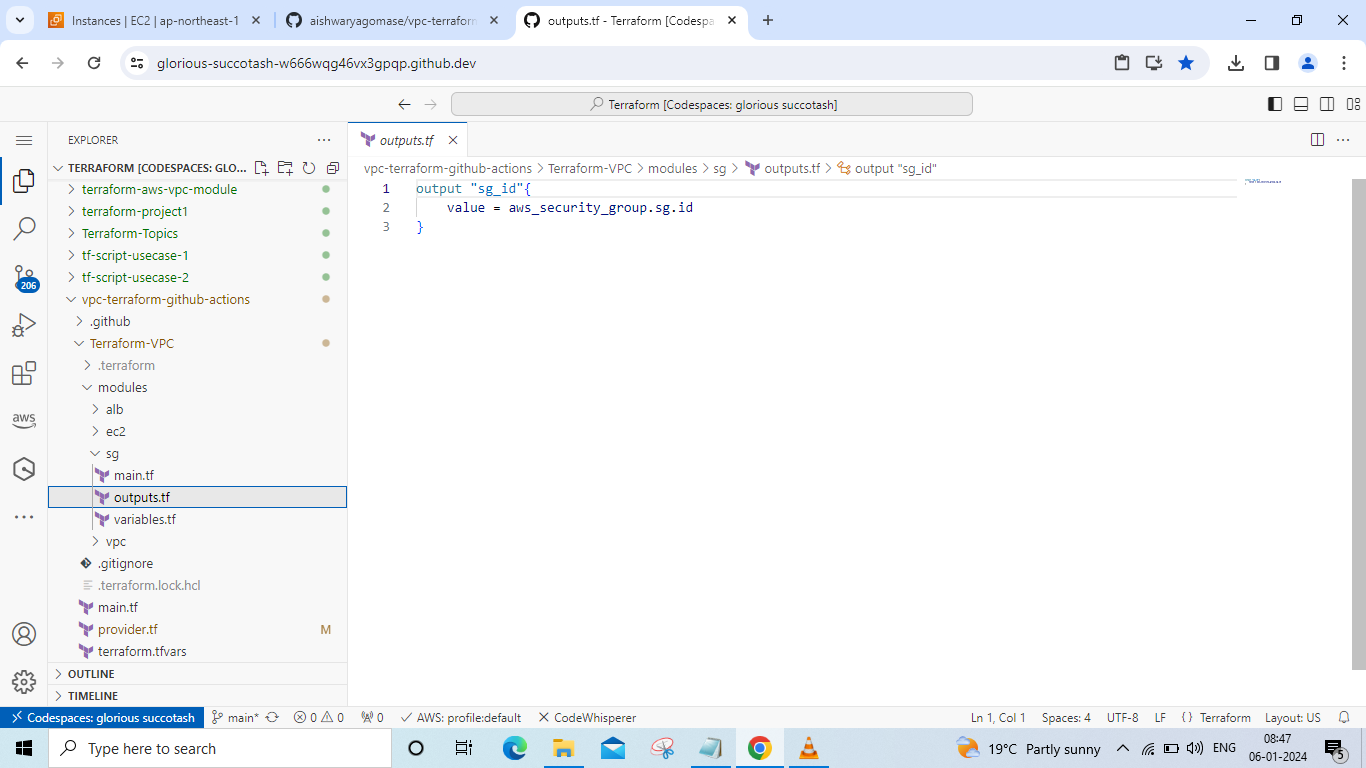 Instances | EC2 | ap-northeast-1
aishwaryagomase/vpc-terraform
outputs.tf - Terraform [Codespa
glorious-succotash-w666wqg46vx3gpqp.github.dev
Terraform [Codespaces: glorious succotash]
EXPLORER
TERRAFORM [CODESPACES: GLO...
terraform-aws-vpc-module
terraform-project1
Terraform-Topics
tf-script-usecase-1
tf-script-usecase-2
vpc-terraform-github-actions
.github
Terraform-VPC
.terraform
modules
alb
ec2
sg
main.tf
outputs.tf
variables.tf
vpc
.gitignore
.terraform.lock.hcl
main.tf
provider.tf M
terraform.tfvars
OUTLINE
TIMELINE
206
aws
outputs.tf
vpc-terraform-github-actions > Terraform-VPC > modules > sg > outputs.tf > output "sg_id"
1 output "sg_id"{
2 value = aws_security_group.sg.id
3 }
Codespaces: glorious succotash main* 0 0 0 AWS: profile:default CodeWhisperer Ln 1, Col 1 Spaces: 4 UTF-8 LF {} Terraform Layout: US
Type here to search
19°C Partly sunny ENG
08:47
06-01-2024
5